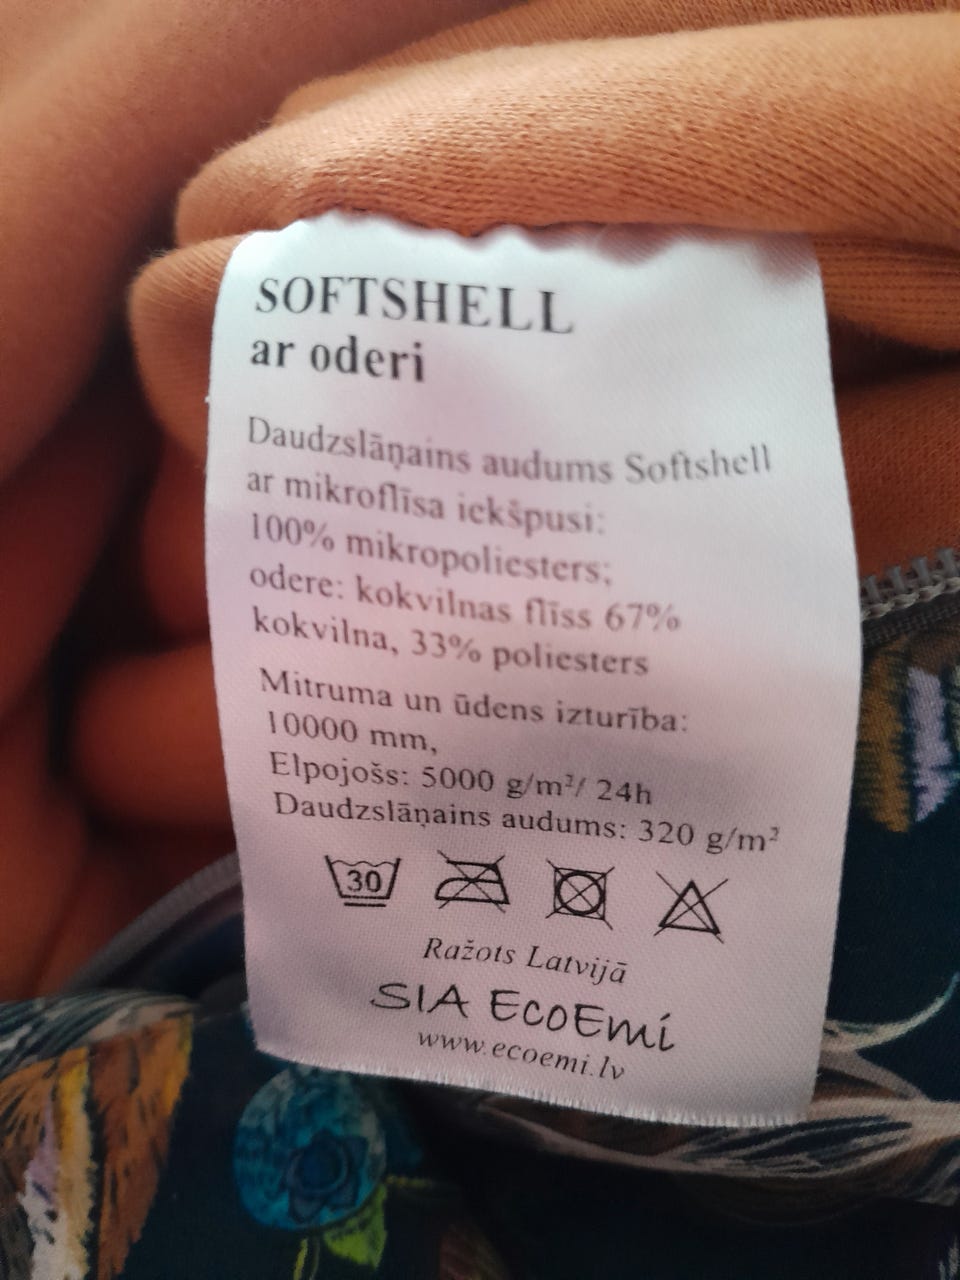 SOFTSHELL
ar oderi
Daudzslāņains audums Softshell
ar mikroflīsa iekšpusi:
100% mikropoliesters;
odere: kokvilnas flīss 67%
kokvilna, 33% poliesters
Mitruma un ūdens izturība:
10000 mm,
Elpojošs: 5000 g/m²/ 24h
Daudzslāņains audums: 320 g/m²
30
Ražots Latvijā
SIA EcoEmi
www.ecoemi.lv